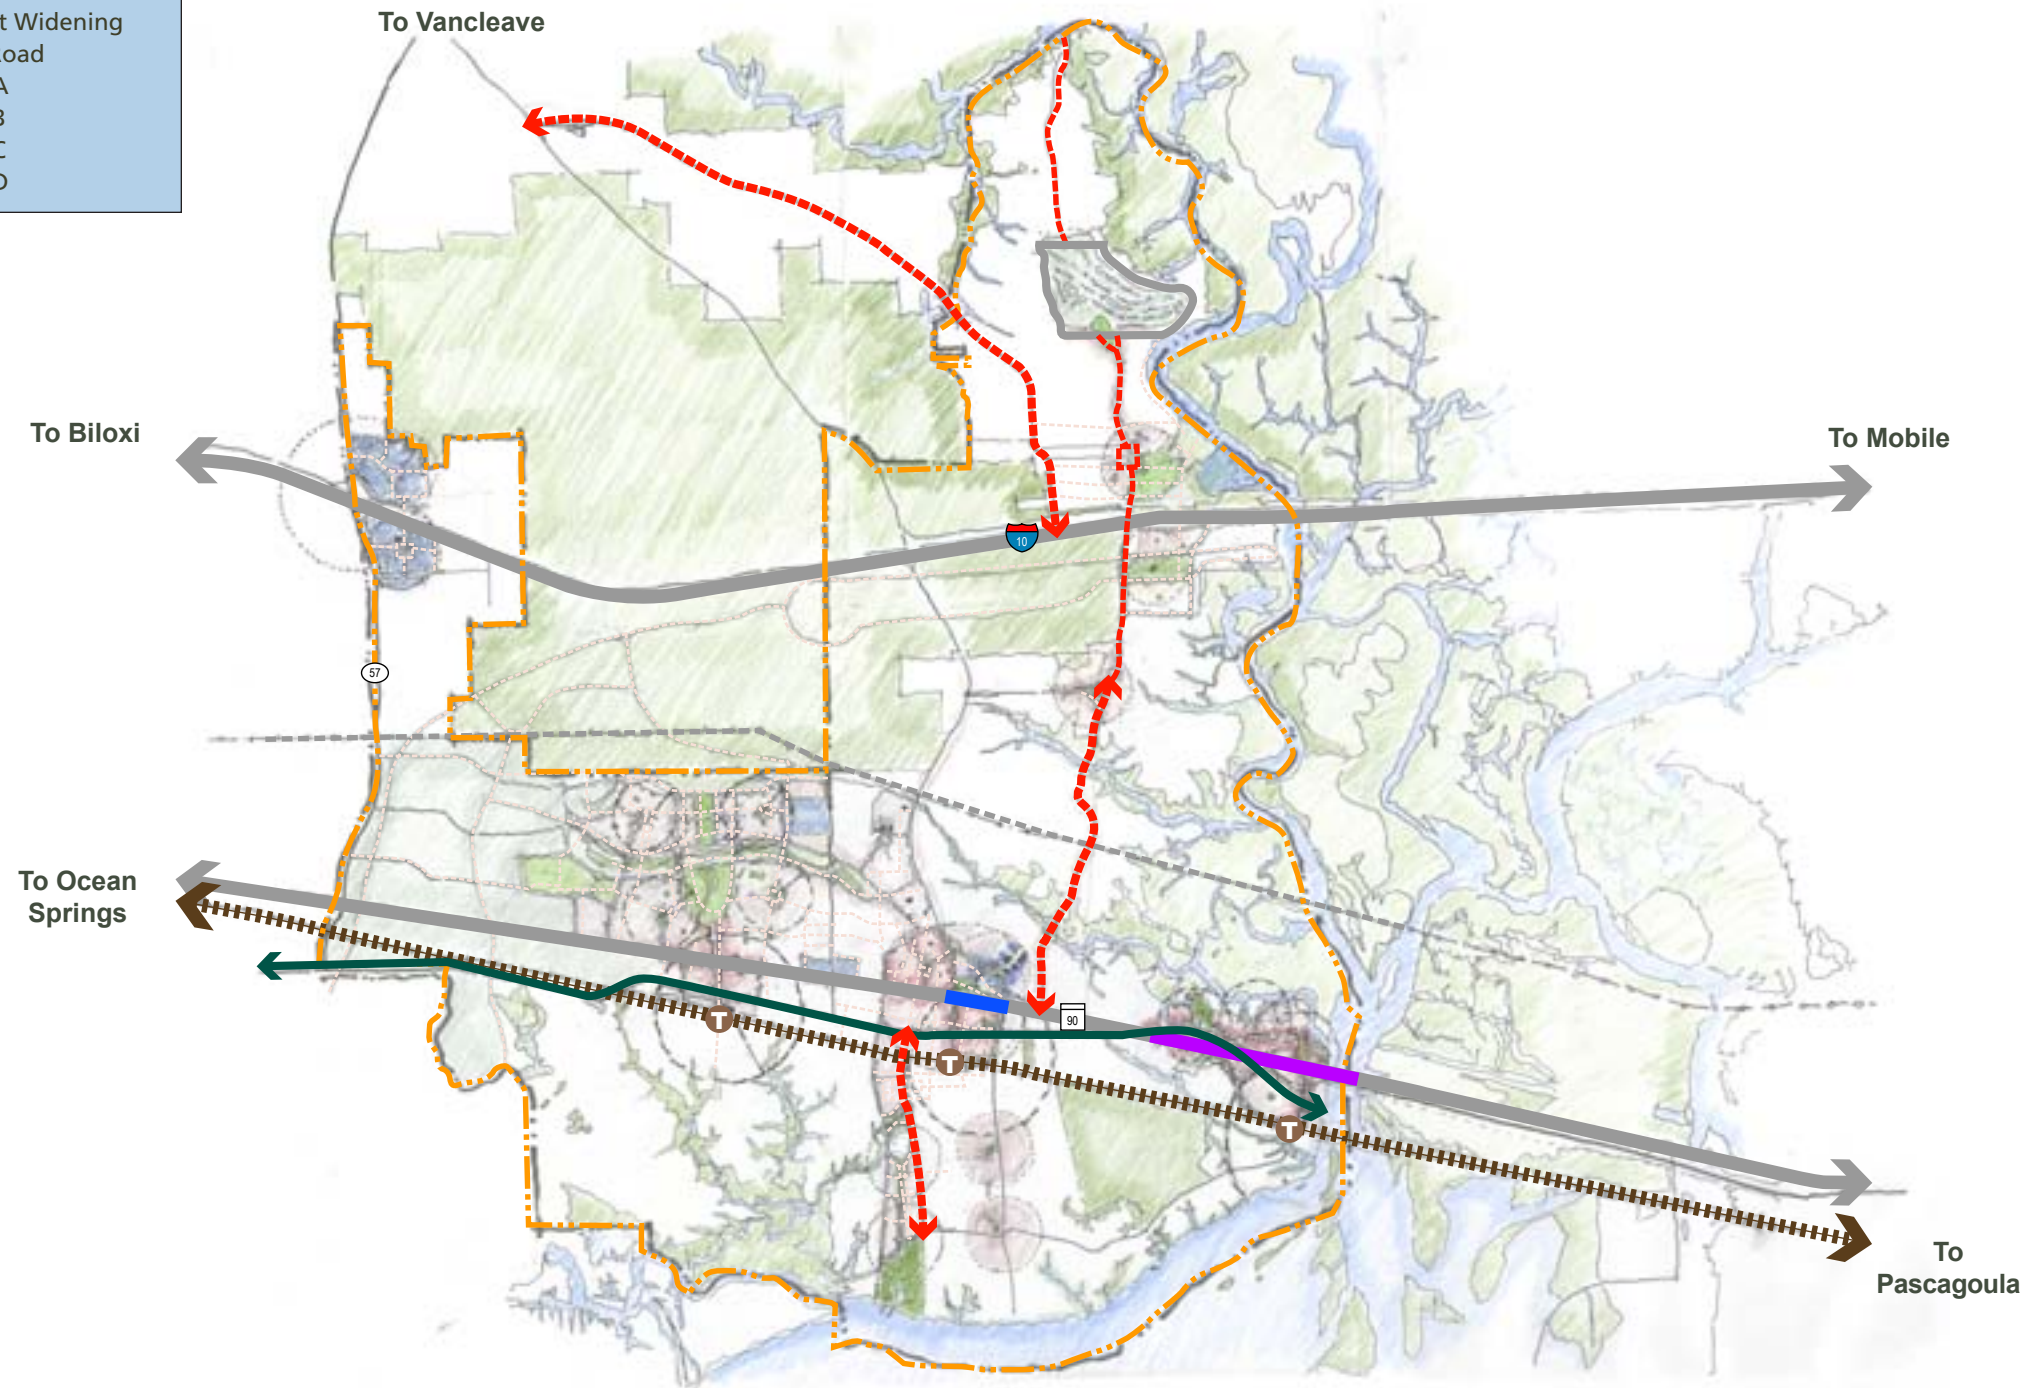 t Widening
oad
A
B
C
D
To Vancleave
To Biloxi
To Mobile
10
57
To Ocean
Springs
90
T
T
T
To
Pascagoula